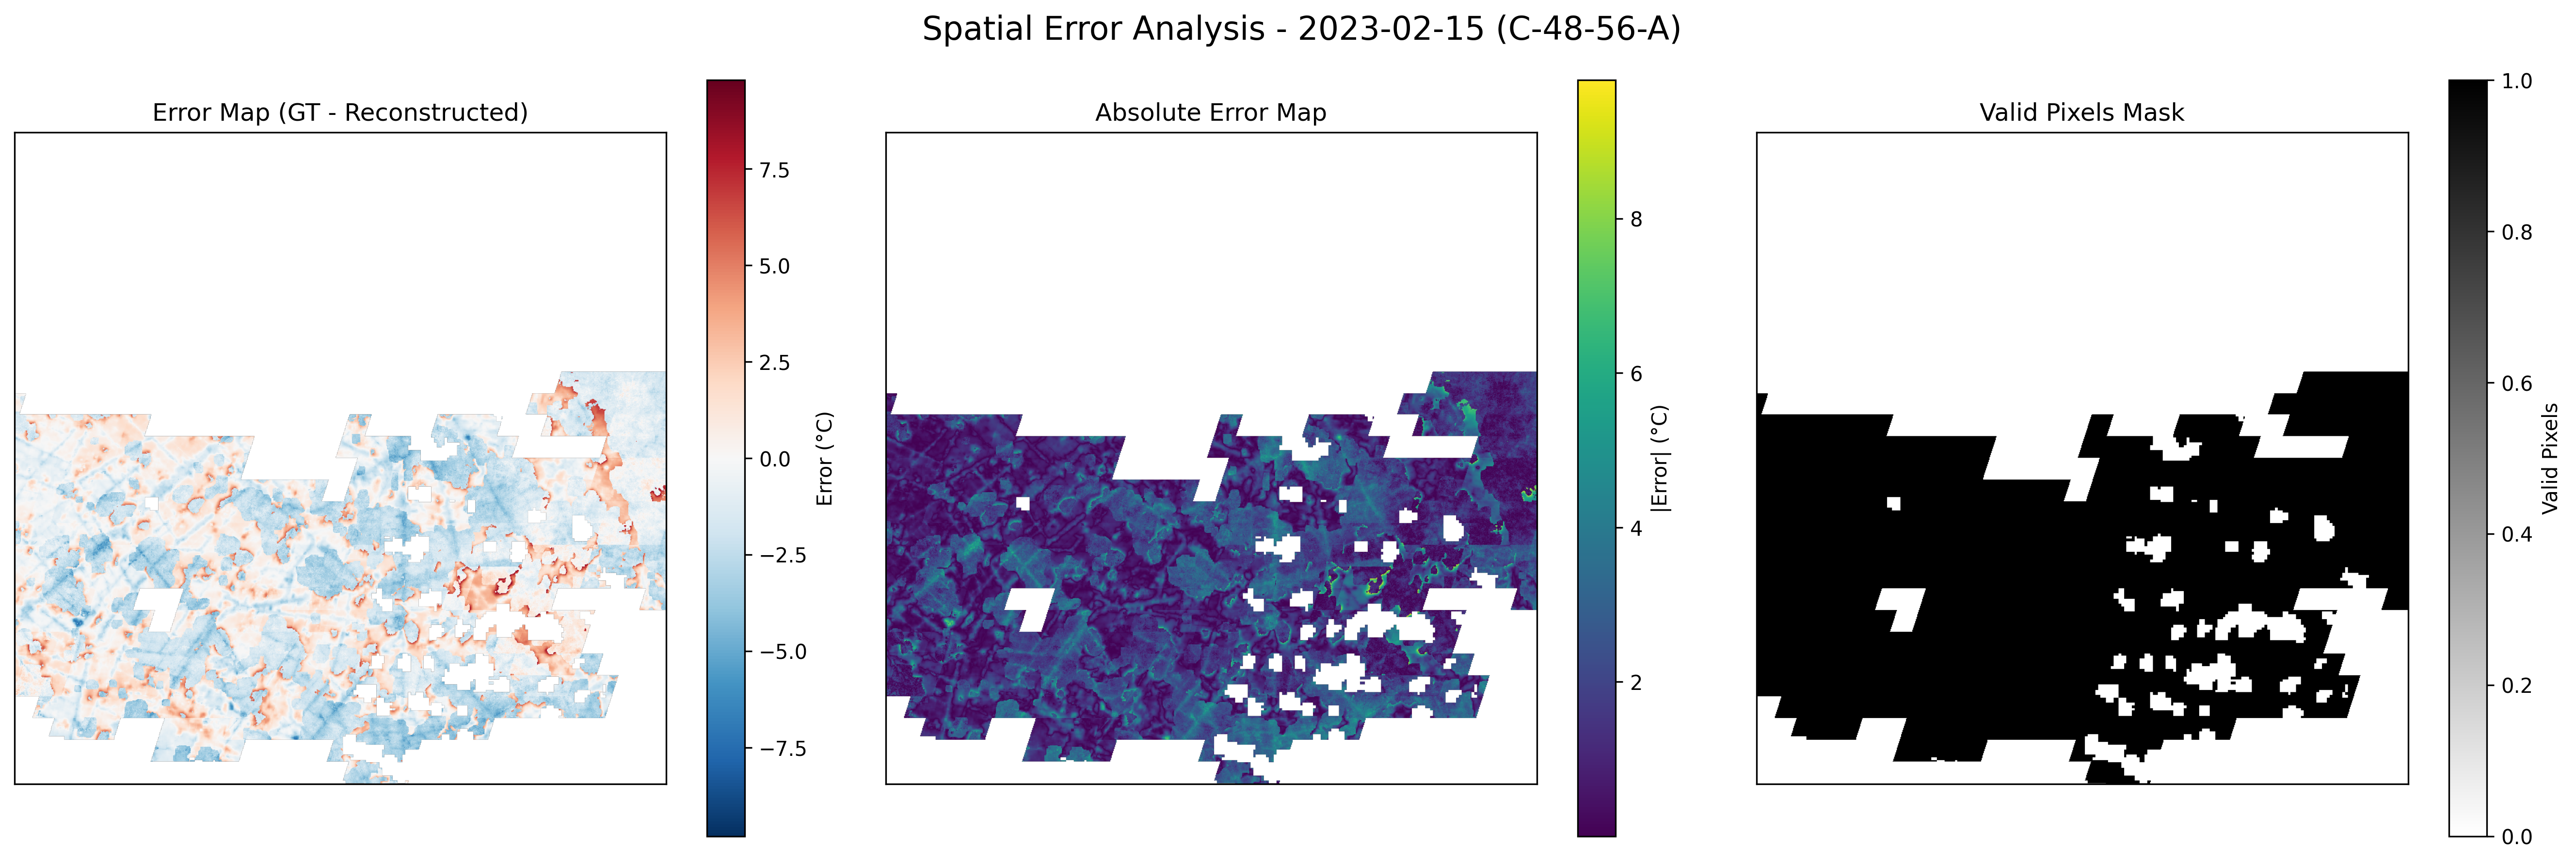 Spatial Error Analysis - 2023-02-15 (C-48-56-A)
Error Map (GT - Reconstructed)
7.5
5.0
2.5
0.0
−2.5
−5.0
−7.5
Error (°C)
Absolute Error Map
8
6
4
2
|Error| (°C)
Valid Pixels Mask
1.0
0.8
0.6
0.4
0.2
0.0
Valid Pixels